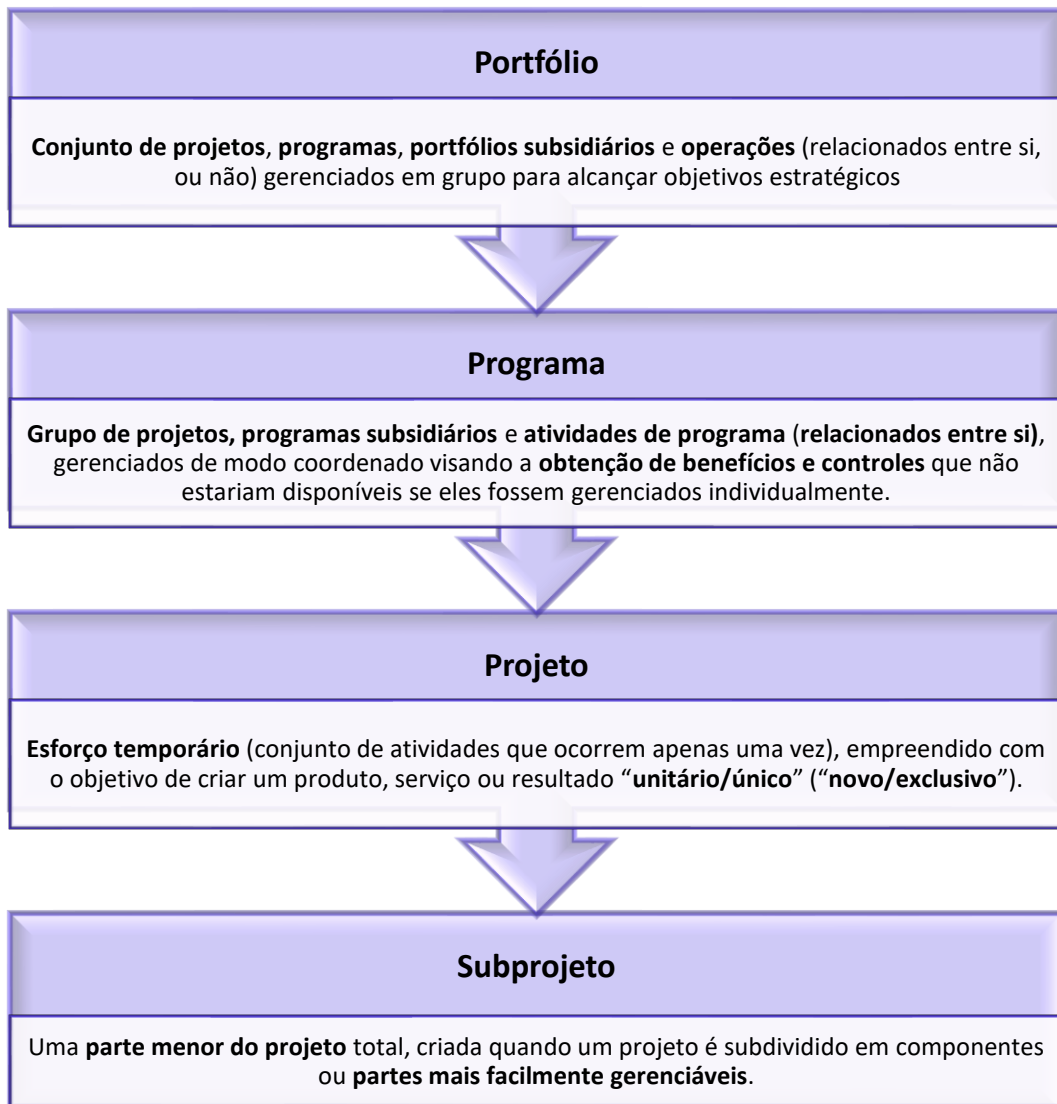 Portfólio
Conjunto de projetos, programas, portfólios subsidiários e operações (relacionados entre si,
ou não) gerenciados em grupo para alcançar objetivos estratégicos
Programa
Grupo de projetos, programas subsidiários e atividades de programa (relacionados entre si),
gerenciados de modo coordenado visando a obtenção de benefícios e controles que não
estariam disponíveis se eles fossem gerenciados individualmente.
Projeto
Esforço temporário (conjunto de atividades que ocorrem apenas uma vez), empreendido com
o objetivo de criar um produto, serviço ou resultado “unitário/único” (“novo/exclusivo”).
Subprojeto
Uma parte menor do projeto total, criada quando um projeto é subdividido em componentes
ou partes mais facilmente gerenciáveis.